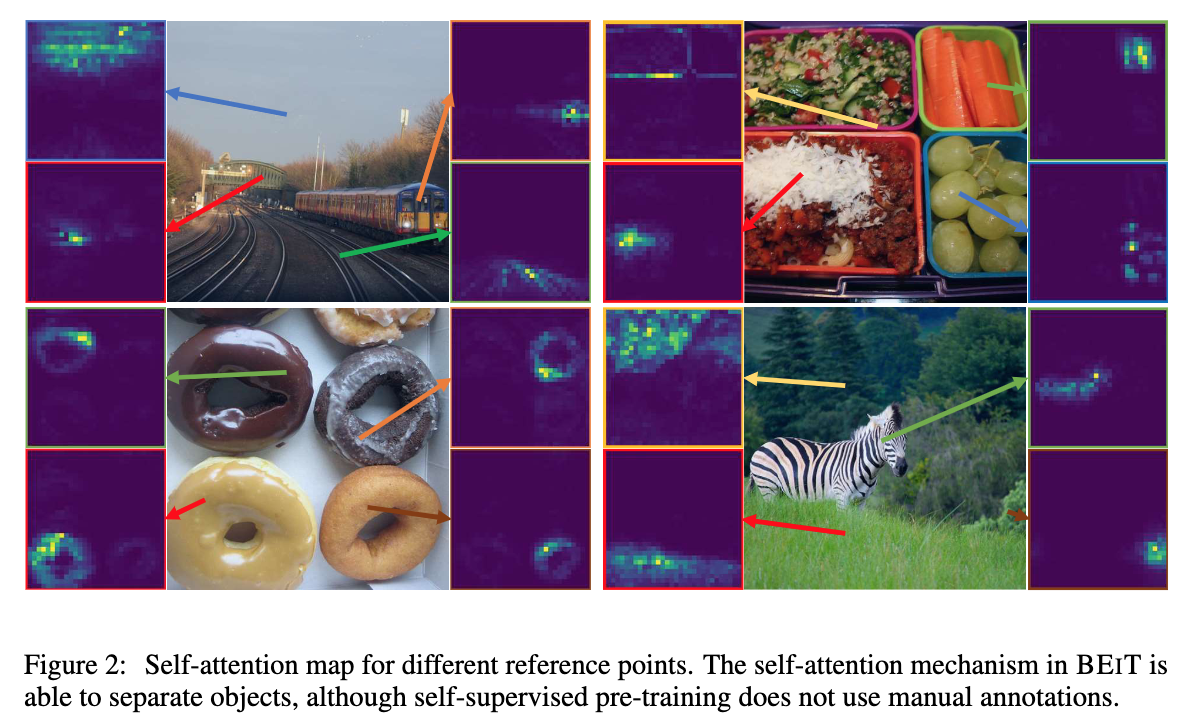 Figure 2: Self-attention map for different reference points. The self-attention mechanism in BEIT is
able to separate objects, although self-supervised pre-training does not use manual annotations.